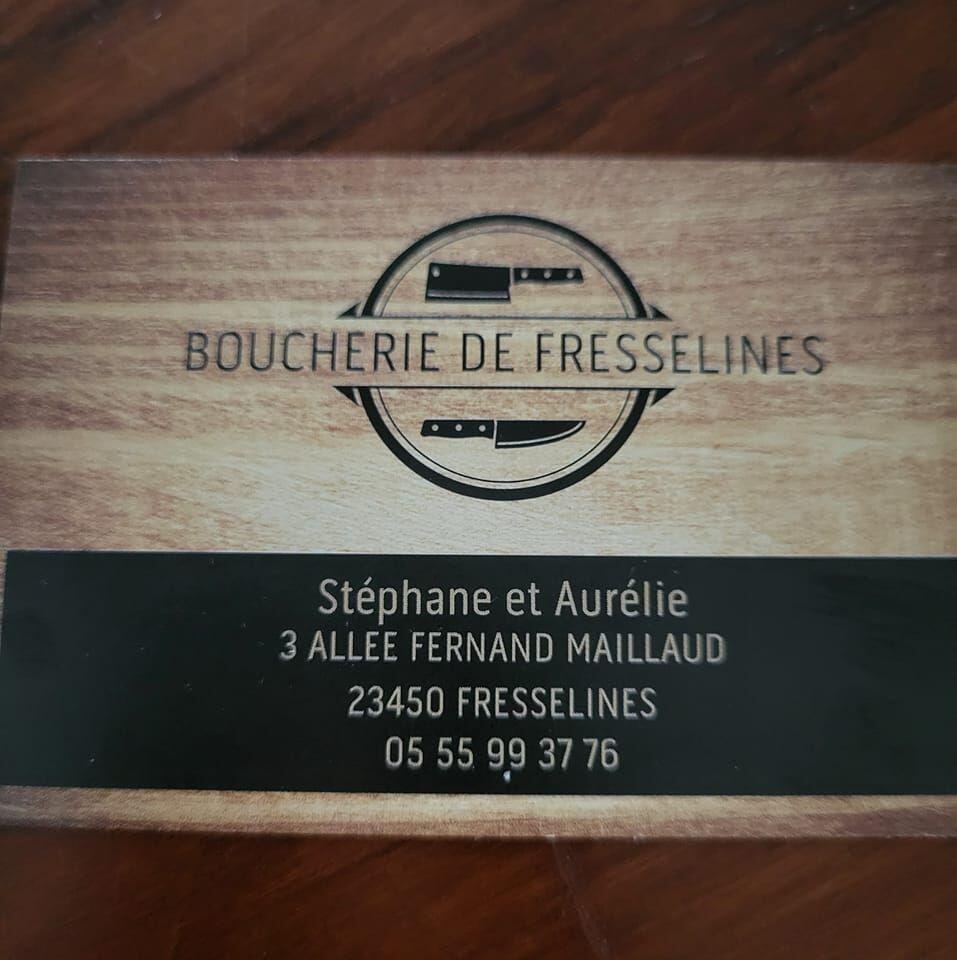 BOUCHERIE DE FRESSELINES
Stéphane et Aurélie
3 ALLEE FERNAND MAILLAUD
23450 FRESSELINES
05 55 99 37 76